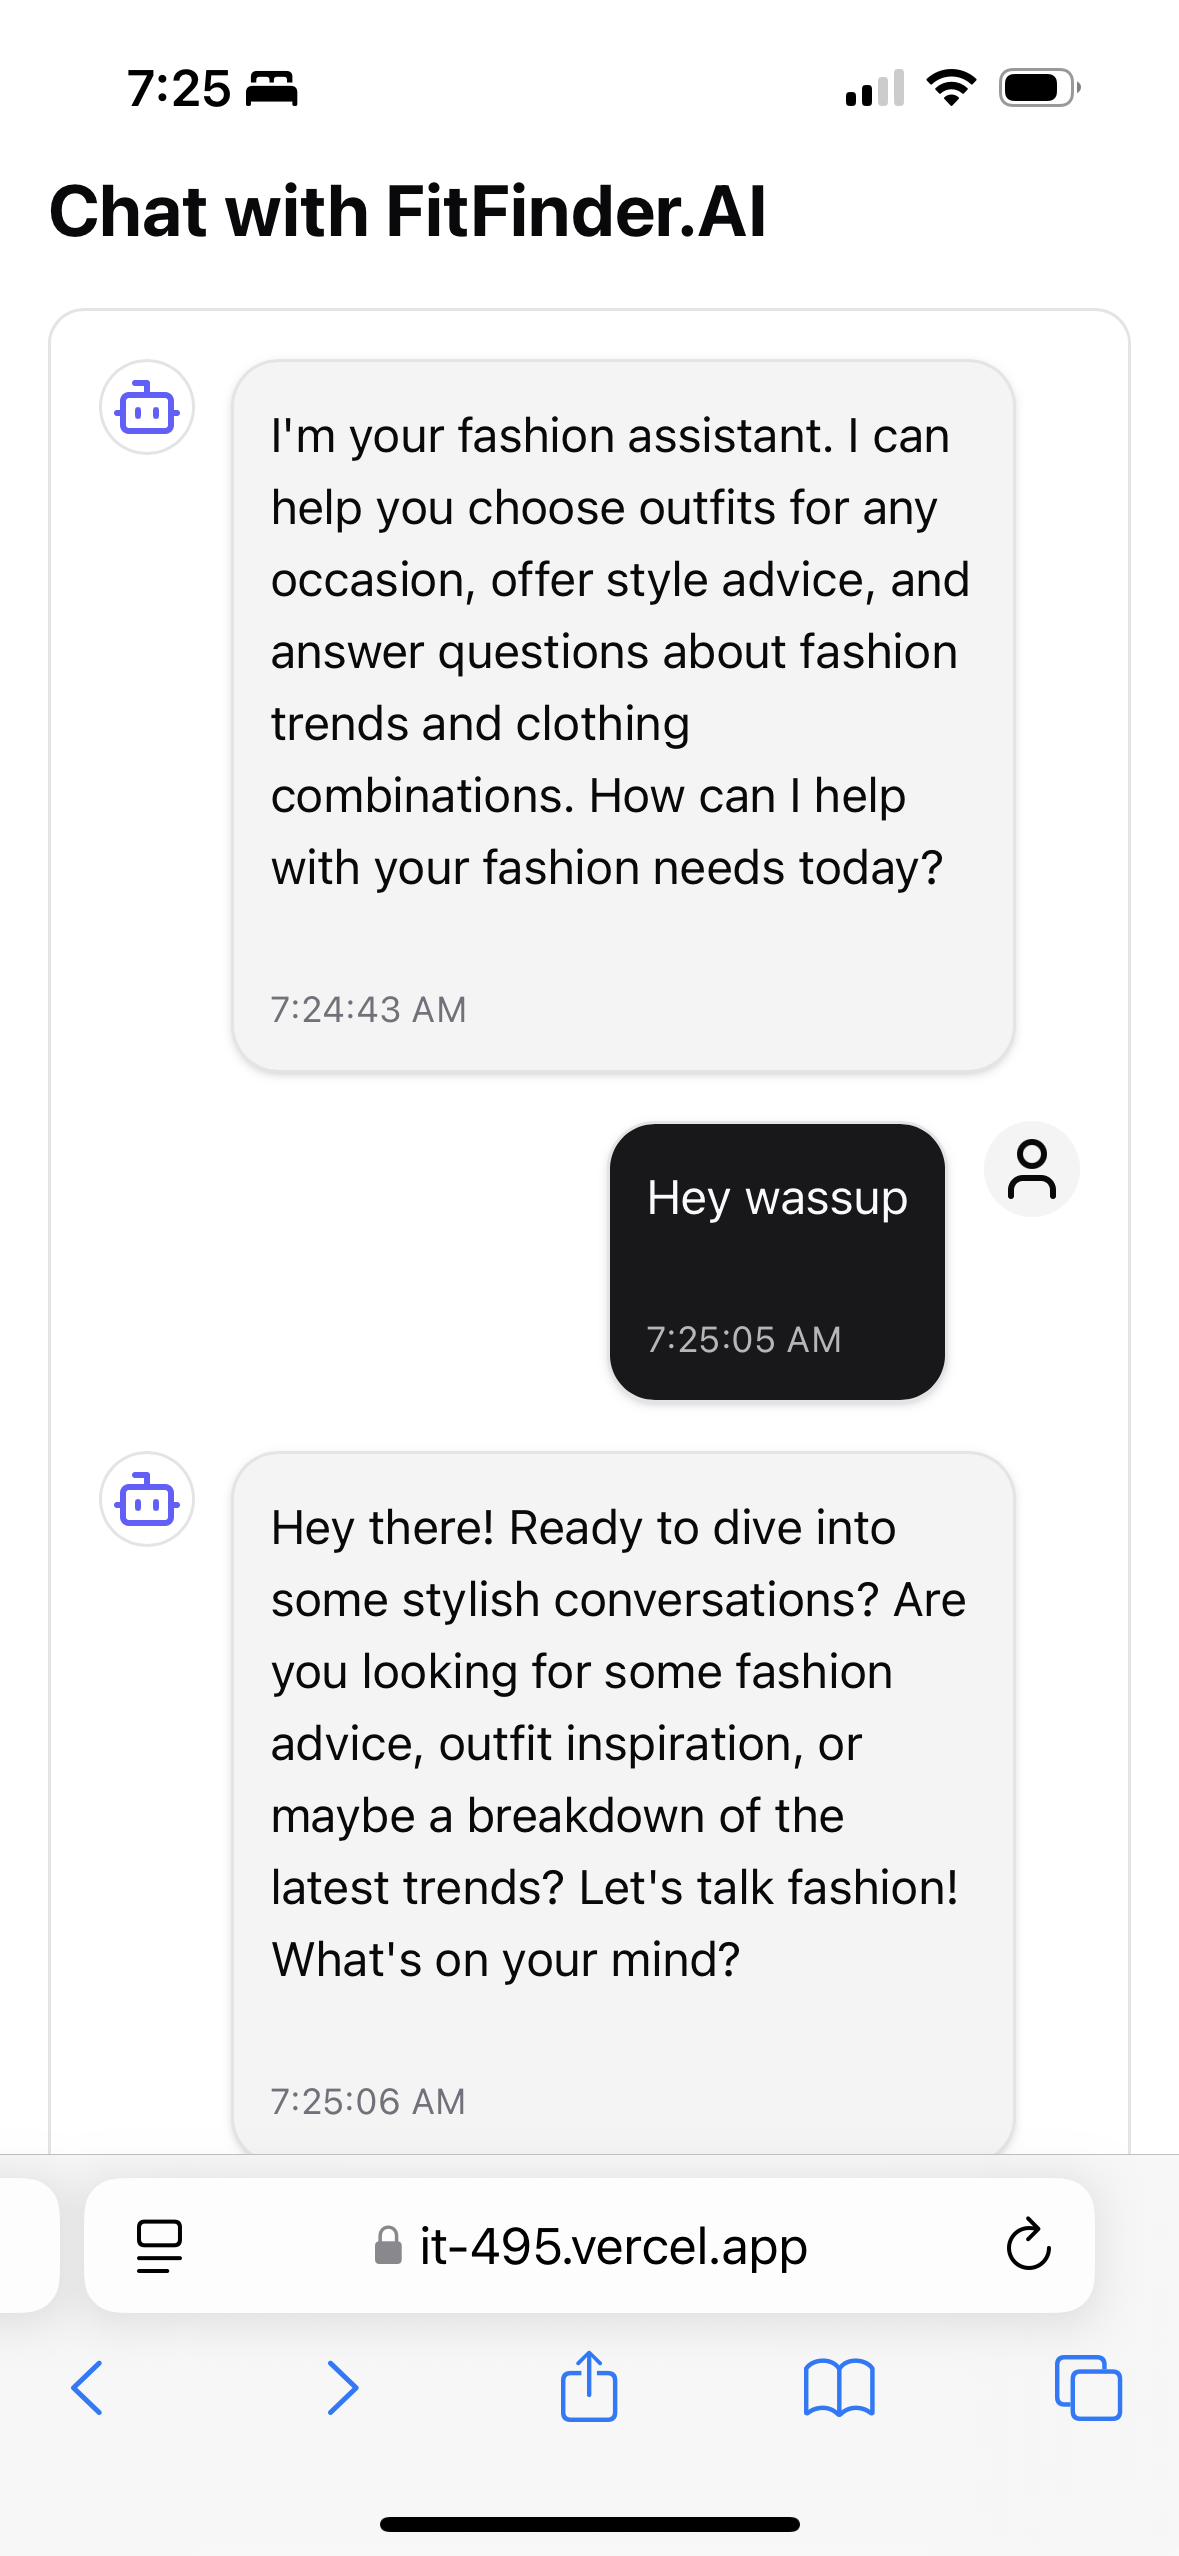 7:25
Chat with FitFinder.AI
I'm your fashion assistant. I can
help you choose outfits for any
occasion, offer style advice, and
answer questions about fashion
trends and clothing
combinations. How can I help
with your fashion needs today?
7:24:43 AM
Hey wassup
7:25:05 AM
Hey there! Ready to dive into
some stylish conversations? Are
you looking for some fashion
advice, outfit inspiration, or
maybe a breakdown of the
latest trends? Let's talk fashion!
What's on your mind?
7:25:06 AM
it-495.vercel.app